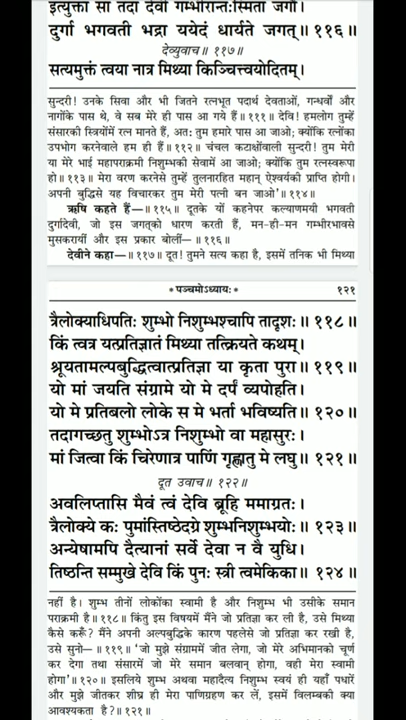 इत्युक्ता सा तदा देवी गम्भीरान्तःस्मिता जगौ।
दुर्गा भगवती भद्रा ययेदं धार्यते जगत्॥ ११६॥
देव्युवाच॥ ११७॥
सत्यमुक्तं त्वया नात्र मिथ्या किञ्चित्त्वयोदितम्।
सुन्दरी! उनके सिवा और भी जितने रत्नभूत पदार्थ देवताओं, गन्धर्वों और
नागोंके पास थे, वे सब मेरे ही पास आ गये हैं॥ १११॥ देवि! हमलोग तुम्हें
संसारकी स्त्रियोंमें रत्न मानते हैं, अतः तुम हमारे पास आ जाओ; क्योंकि रत्नोंका
उपभोग करनेवाले हम ही हैं॥ ११२॥ चंचल कटाक्षोंवाली सुन्दरी! तुम मेरी
या मेरे भाई महापराक्रमी निशुम्भकी सेवामें आ जाओ; क्योंकि तुम रत्नस्वरूपा
हो॥ ११३॥ मेरा वरण करनेसे तुम्हें तुलनारहित महान् ऐश्वर्यकी प्राप्ति होगी।
अपनी बुद्धिसे यह विचारकर तुम मेरी पत्नी बन जाओ'॥ ११४॥
ऋषि कहते हैं—॥ ११५॥ दूतके यों कहनेपर कल्याणमयी भगवती
दुर्गादेवी, जो इस जगत्को धारण करती हैं, मन-ही-मन गम्भीरभावसे
मुसकरायीं और इस प्रकार बोलीं—॥ ११६॥
देवीने कहा—॥ ११७॥ दूत! तुमने सत्य कहा है, इसमें तनिक भी मिथ्या
* पञ्चमोऽध्यायः * १२१
त्रैलोक्याधिपतिः शुम्भो निशुम्भश्चापि तादृशः॥ ११८॥
किं त्वत्र यत्प्रतिज्ञातं मिथ्या तत्क्रियते कथम्।
श्रूयतामल्पबुद्धित्वात्प्रतिज्ञा या कृता पुरा॥ ११९॥
यो मां जयति संग्रामे यो मे दर्पं व्यपोहति।
यो मे प्रतिबलो लोके स मे भर्ता भविष्यति॥ १२०॥
तदागच्छतु शुम्भोऽत्र निशुम्भो वा महासुरः।
मां जित्वा किं चिरेणात्र पाणिं गृह्णातु मे लघु॥ १२१॥
दूत उवाच॥ १२२॥
अवलिप्तासि मैवं त्वं देवि ब्रूहि ममाग्रतः।
त्रैलोक्ये कः पुमांस्तिष्ठेदग्रे शुम्भनिशुम्भयोः॥ १२३॥
अन्येषामपि दैत्यानां सर्वे देवा न वै युधि।
तिष्ठन्ति सम्मुखे देवि किं पुनः स्त्री त्वमेकिका॥ १२४॥
नहीं है। शुम्भ तीनों लोकोंका स्वामी है और निशुम्भ भी उसीके समान
पराक्रमी है॥ ११८॥ किंतु इस विषयमें मैंने जो प्रतिज्ञा कर ली है, उसे मिथ्या
कैसे करूँ? मैंने अपनी अल्पबुद्धिके कारण पहलेसे जो प्रतिज्ञा कर रखी है,
उसे सुनो—॥ ११९॥ 'जो मुझे संग्राममें जीत लेगा, जो मेरे अभिमानको चूर्ण
कर देगा तथा संसारमें जो मेरे समान बलवान् होगा, वही मेरा स्वामी
होगा'॥ १२०॥ इसलिये शुम्भ अथवा महादैत्य निशुम्भ स्वयं ही यहाँ पधारें
और मुझे जीतकर शीघ्र ही मेरा पाणिग्रहण कर लें, इसमें विलम्बकी क्या
आवश्यकता है?॥ १२१॥